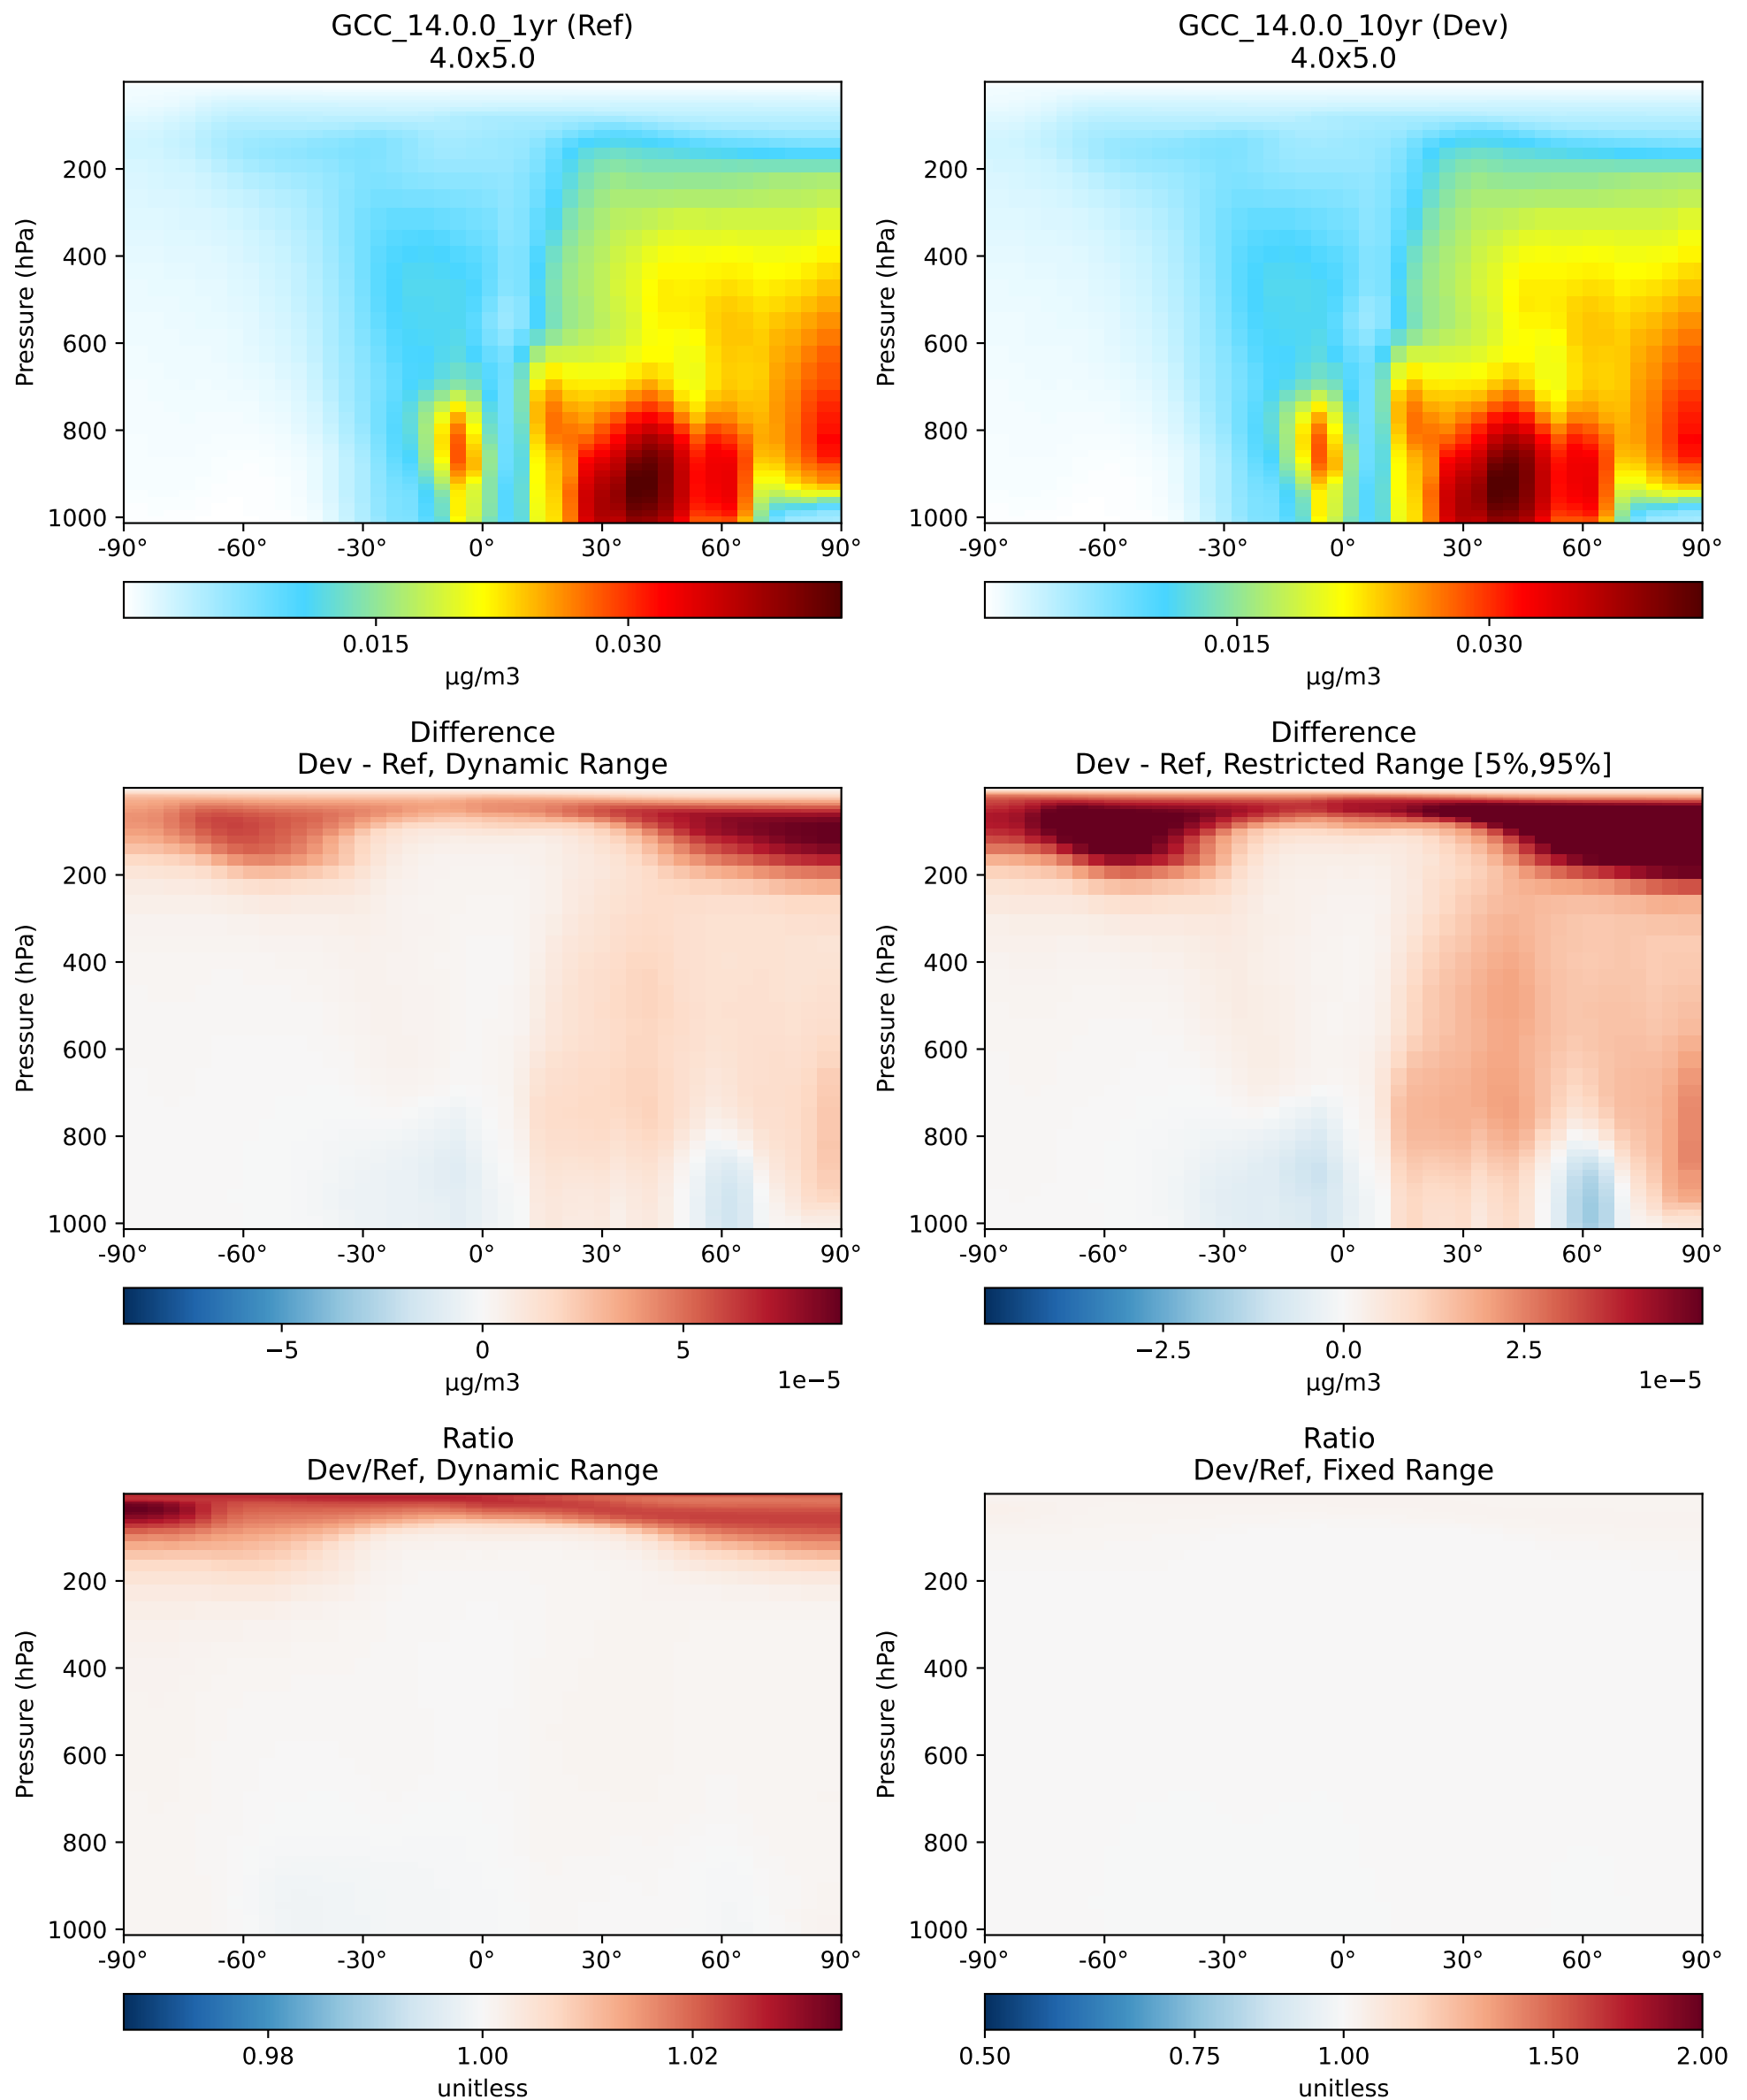 GCC_14.0.0_1yr (Ref)
4.0x5.0
Pressure (hPa)
200
400
600
800
1000
-90° -60° -30° 0° 30° 60° 90°
0.015 0.030
µg/m3
GCC_14.0.0_10yr (Dev)
4.0x5.0
Pressure (hPa)
200
400
600
800
1000
-90° -60° -30° 0° 30° 60° 90°
0.015 0.030
µg/m3
Difference
Dev - Ref, Dynamic Range
Pressure (hPa)
200
400
600
800
1000
-90° -60° -30° 0° 30° 60° 90°
−5 0 5
µg/m3 1e−5
Difference
Dev - Ref, Restricted Range [5%,95%]
Pressure (hPa)
200
400
600
800
1000
-90° -60° -30° 0° 30° 60° 90°
−2.5 0.0 2.5
µg/m3 1e−5
Ratio
Dev/Ref, Dynamic Range
Pressure (hPa)
200
400
600
800
1000
-90° -60° -30° 0° 30° 60° 90°
0.98 1.00 1.02
unitless
Ratio
Dev/Ref, Fixed Range
Pressure (hPa)
200
400
600
800
1000
-90° -60° -30° 0° 30° 60° 90°
0.50 0.75 1.00 1.50 2.00
unitless